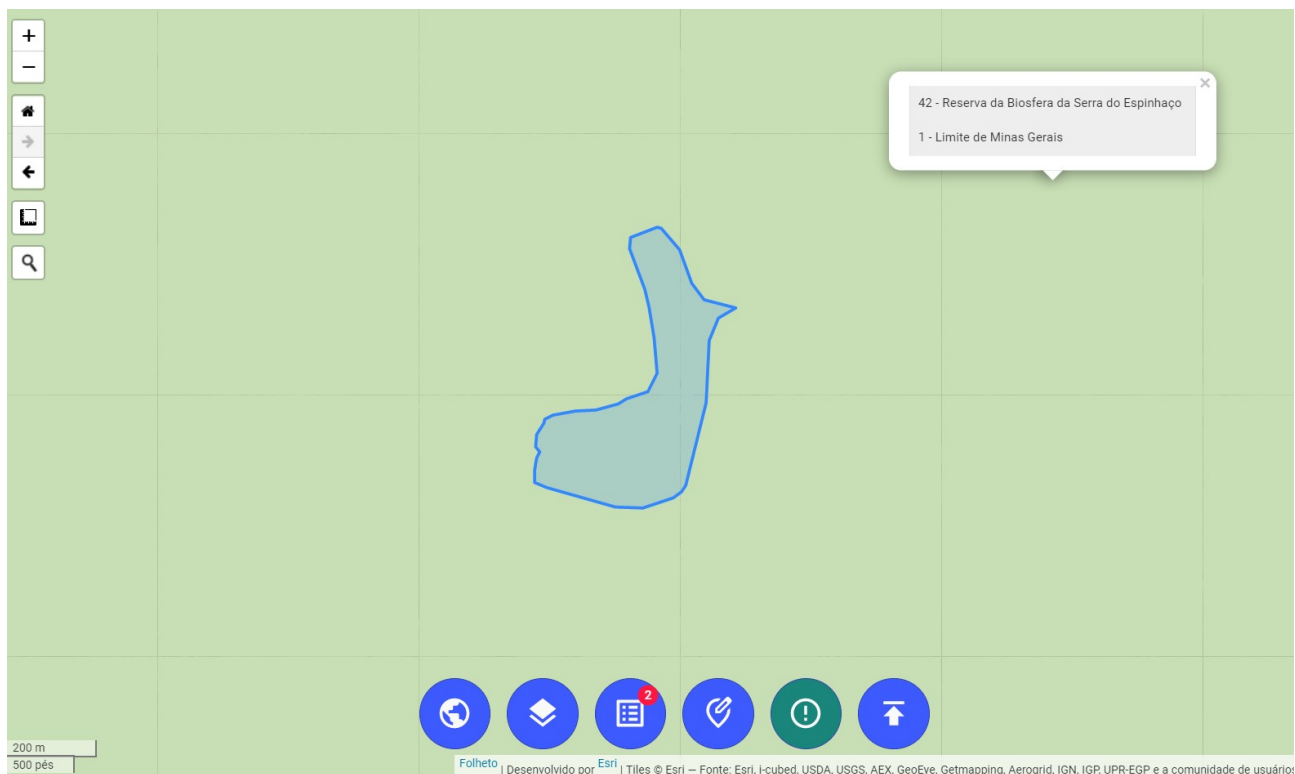 +
−
42 - Reserva da Biosfera da Serra do Espinhaço
1 - Limite de Minas Gerais
×
2
200 m
500 pés
Folheto | Desenvolvido por Esri | Tiles © Esri — Fonte: Esri, i-cubed, USDA, USGS, AEX, GeoEye, Getmapping, Aerogrid, IGN, IGP, UPR-EGP e a comunidade de usuários